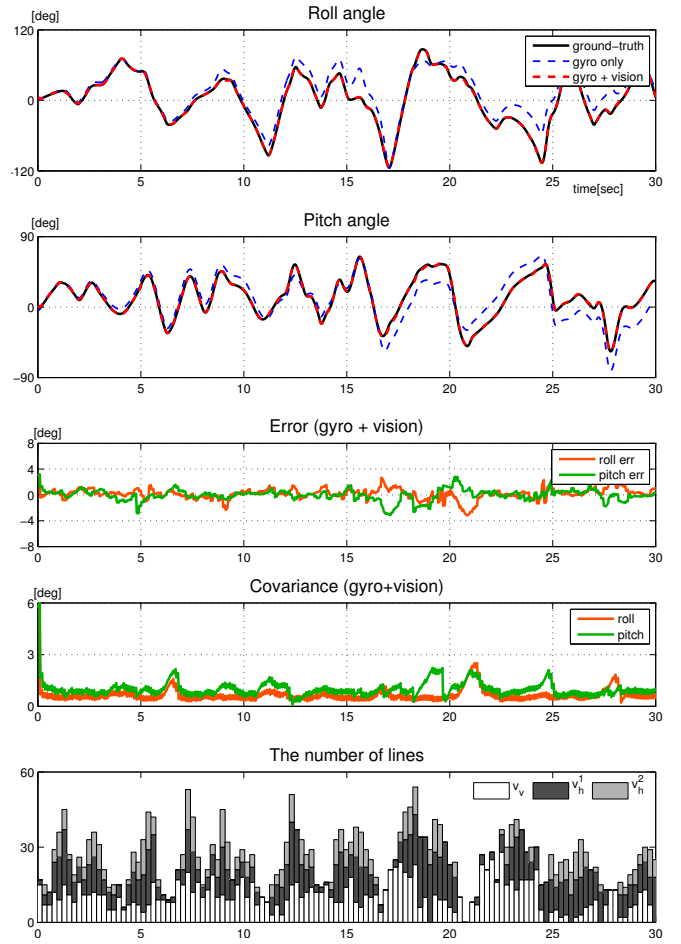 Roll angle
[deg]
120
0
-120
ground-truth
gyro only
gyro + vision
0 5 10 15 20 25 30
time[sec]
Pitch angle
[deg]
90
0
−90
0 5 10 15 20 25 30
Error (gyro + vision)
[deg]
8
4
0
−4
−8
roll err
pitch err
0 5 10 15 20 25 30
Covariance (gyro+vision)
[deg]
6
3
0
roll
pitch
0 5 10 15 20 25 30
The number of lines
60
30
0
v_v v_h^1 v_h^2
0 5 10 15 20 25 30